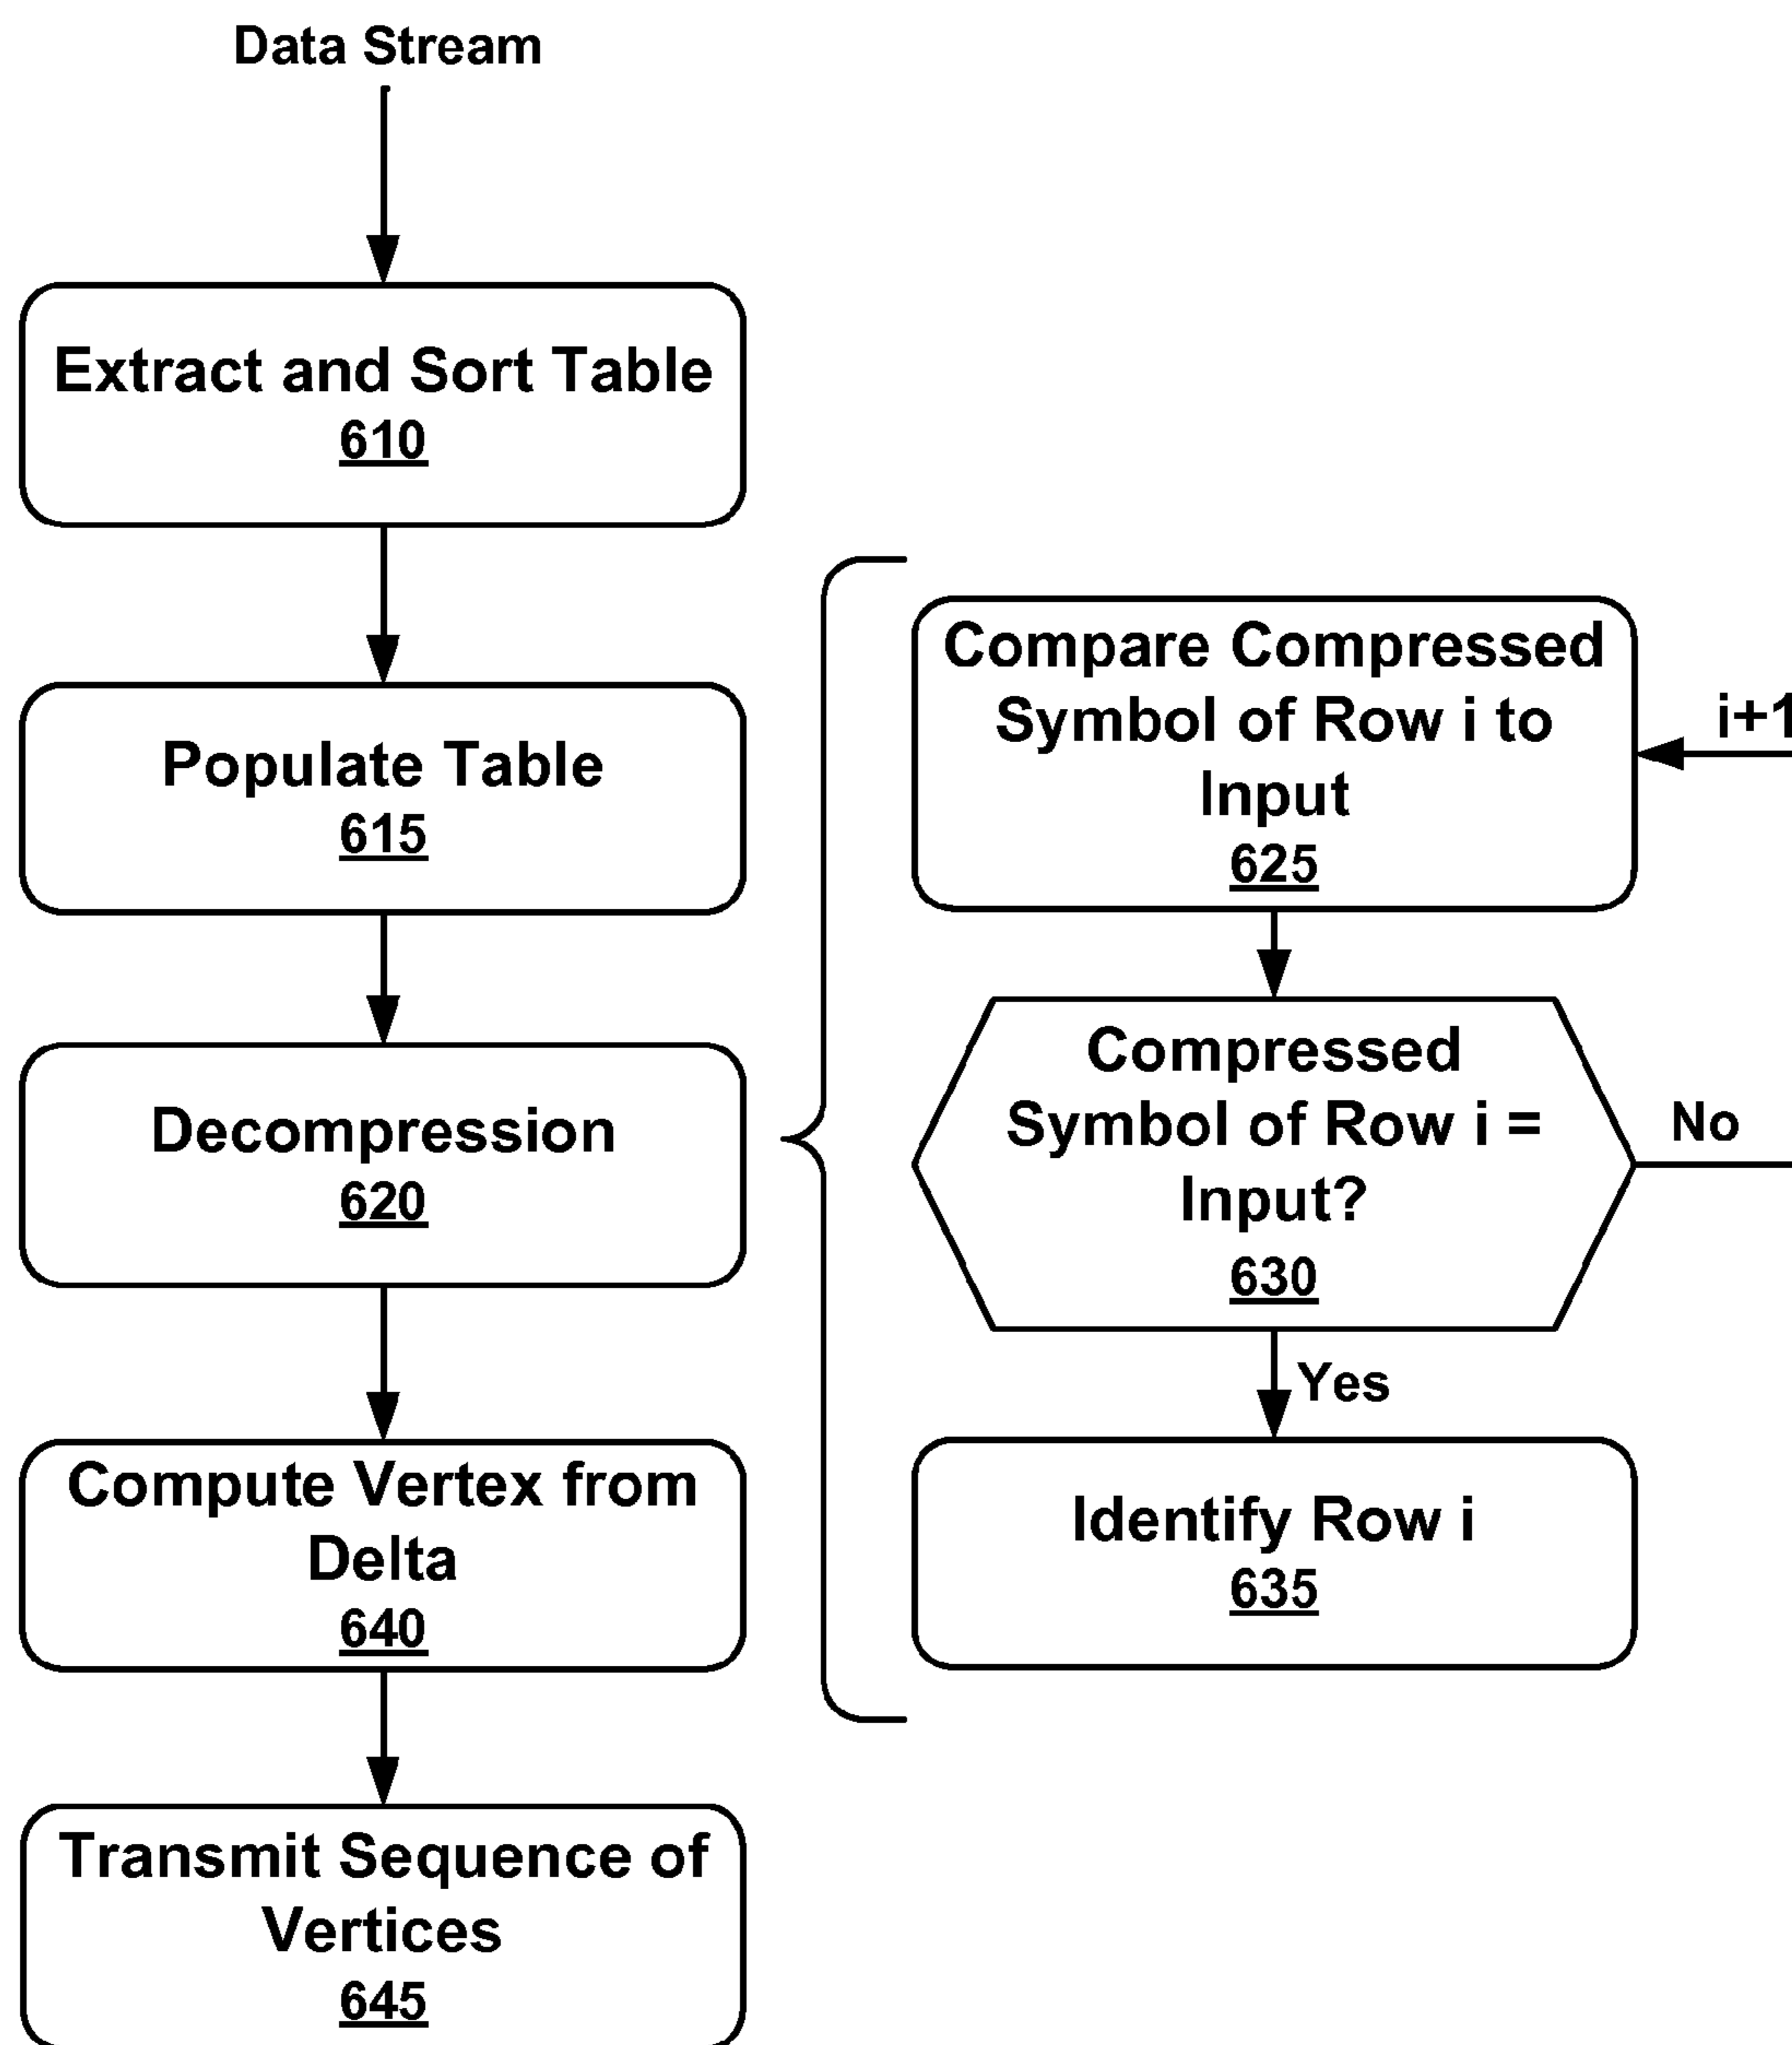 Data Stream
Extract and Sort Table
610
Populate Table
615
Decompression
620
Compute Vertex from
Delta
640
Transmit Sequence of
Vertices
645
Compare Compressed
Symbol of Row i to
Input
625
i+1
Compressed
Symbol of Row i =
Input?
630
No
Yes
Identify Row i
635